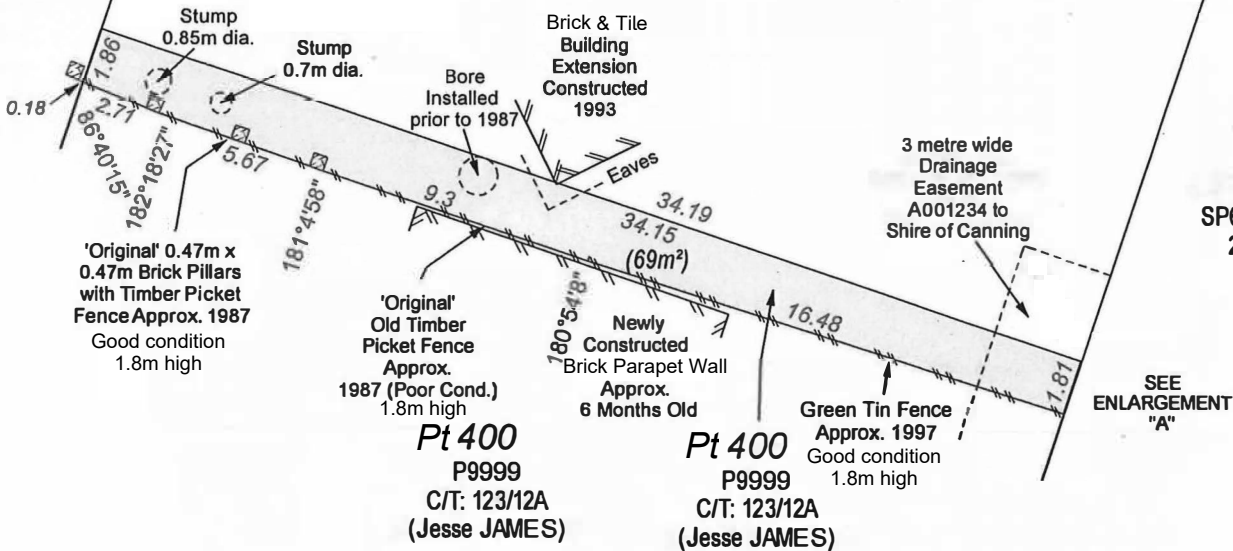 Stump
0.85m dia.
Stump
0.7m dia.
Bore
Installed
prior to 1987
Brick & Tile
Building
Extension
Constructed
1993
Eaves
3 metre wide
Drainage
Easement
A001234 to
Shire of Canning
1.86
0.18
2.71
86°40'15"
182°18'27"
5.67
181°4'58"
9.3
34.19
34.15
(69m²)
180°54'8"
16.48
1.81
'Original' 0.47m x
0.47m Brick Pillars
with Timber Picket
Fence Approx. 1987
Good condition
1.8m high
'Original'
Old Timber
Picket Fence
Approx.
1987 (Poor Cond.)
1.8m high
Newly
Constructed
Brick Parapet Wall
Approx.
6 Months Old
Green Tin Fence
Approx. 1997
Good condition
1.8m high
SEE
ENLARGEMENT
"A"
Pt 400
P9999
C/T: 123/12A
(Jesse JAMES)
Pt 400
P9999
C/T: 123/12A
(Jesse JAMES)